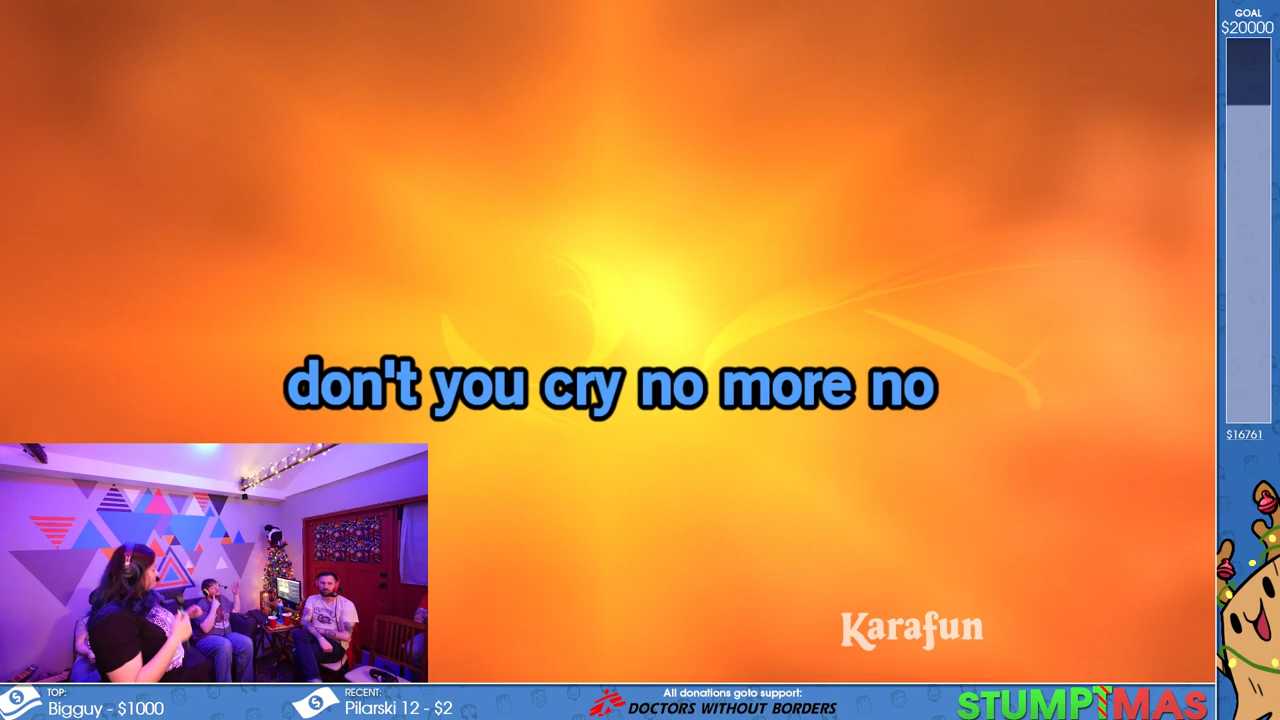 GOAL
$20000
don't you cry no more no
$16761
Karafun
TOP:
Bigguy - $1000
RECENT:
Pilarski 12 - $2
All donations goto support:
DOCTORS WITHOUT BORDERS
STUMPTMAS